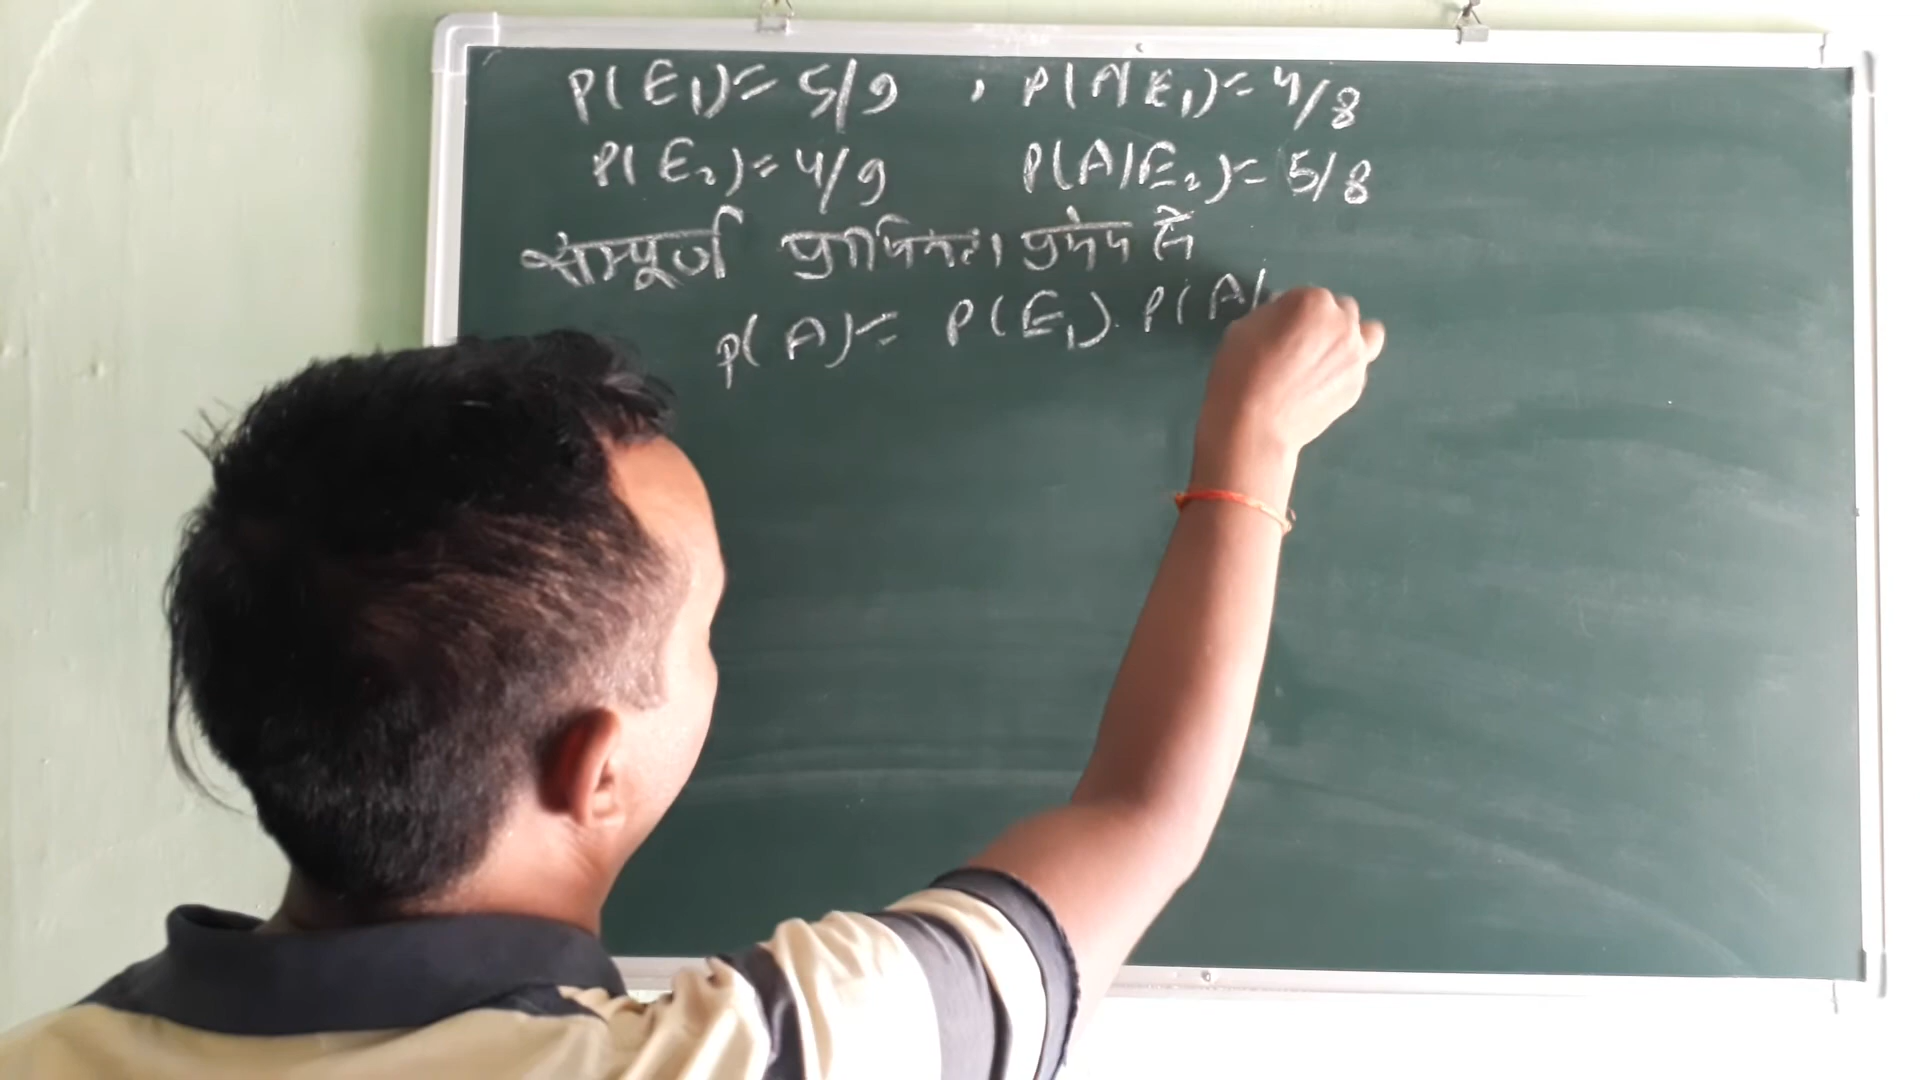 P(E₁) = 5/9 , P(A|E₁) = 4/8
P(E₂) = 4/9 P(A|E₂) = 5/8
सम्पूर्ण प्रायिकता प्रमेय से
P(A) = P(E₁). P(A|